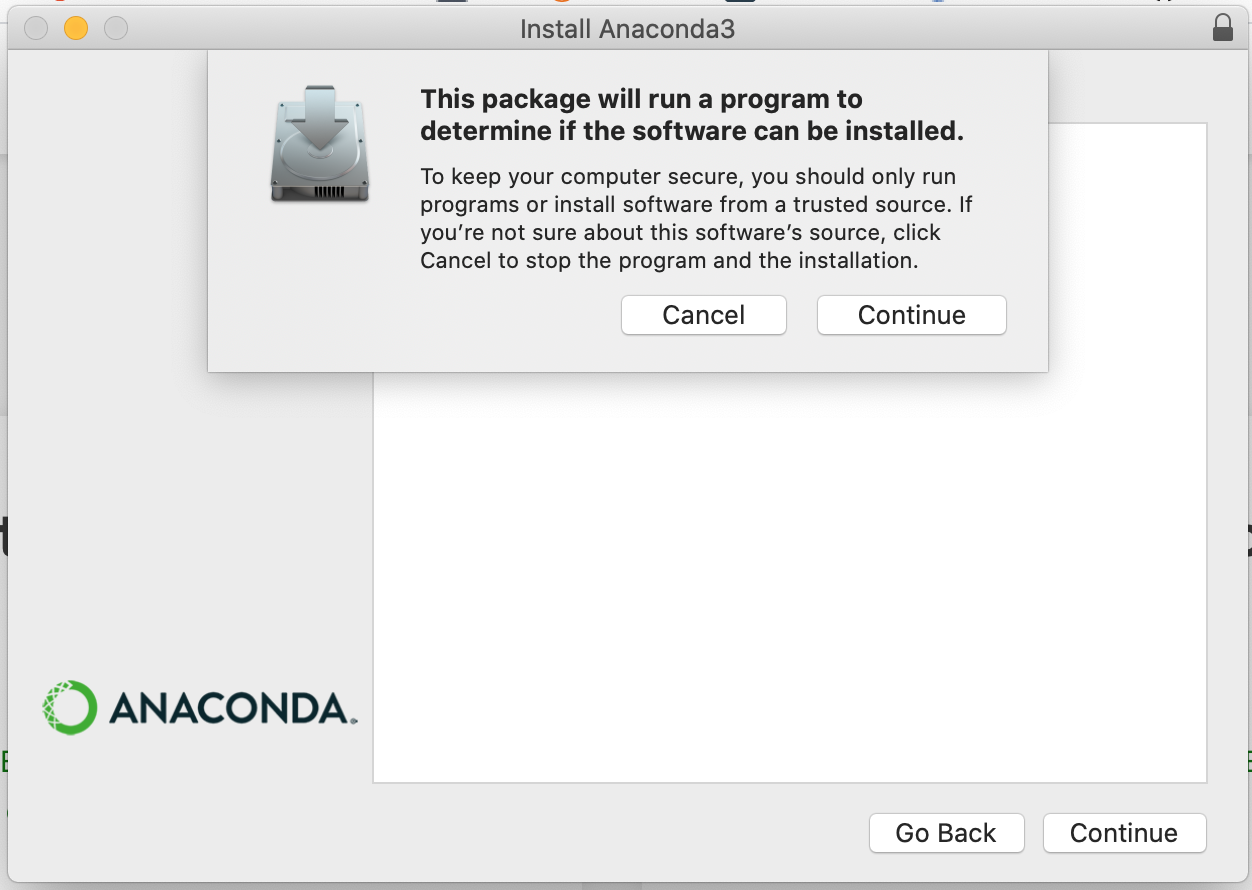 Install Anaconda3
This package will run a program to
determine if the software can be installed.
To keep your computer secure, you should only run
programs or install software from a trusted source. If
you’re not sure about this software’s source, click
Cancel to stop the program and the installation.
Cancel
Continue
ANACONDA.
Go Back
Continue